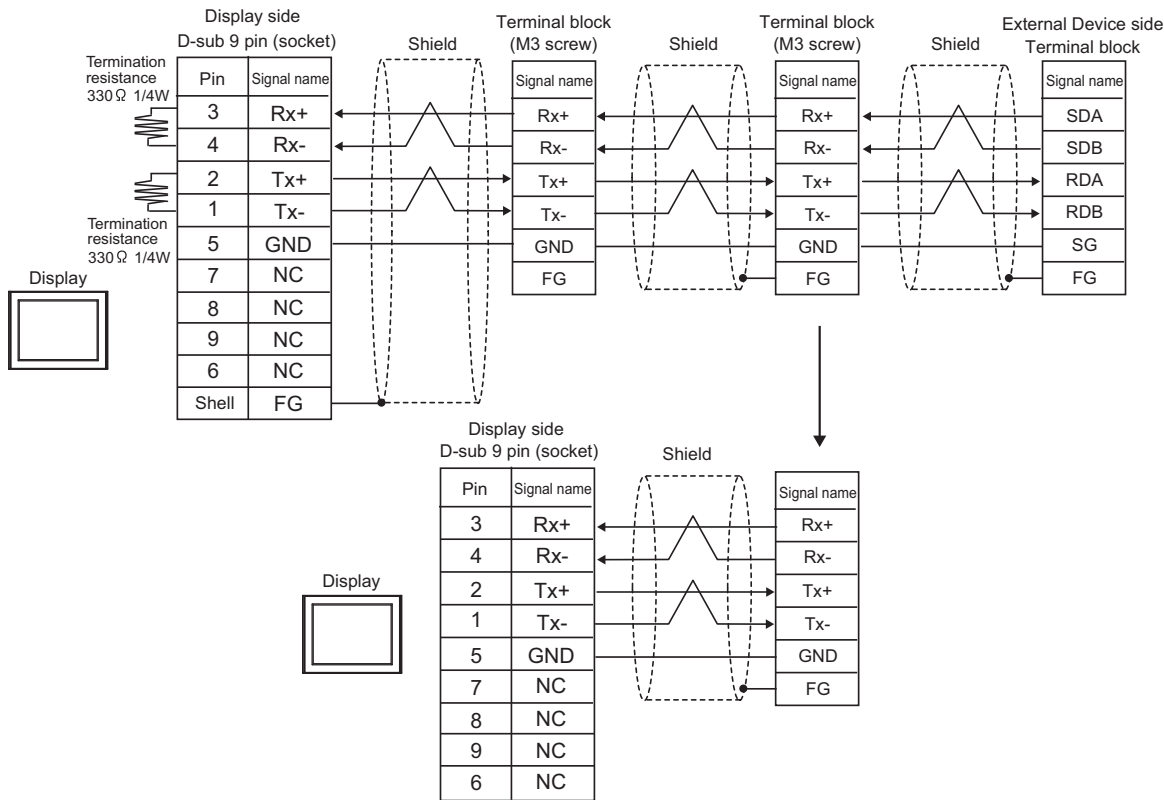 Display side
D-sub 9 pin (socket)
Shield
Terminal block
(M3 screw)
Shield
Terminal block
(M3 screw)
Shield
External Device side
Terminal block
Termination
resistance
330Ω 1/4W
Termination
resistance
330Ω 1/4W
Display
Pin Signal name
3 Rx+
4 Rx-
2 Tx+
1 Tx-
5 GND
7 NC
8 NC
9 NC
6 NC
Shell FG
Signal name
Rx+
Rx-
Tx+
Tx-
GND
FG
Signal name
Rx+
Rx-
Tx+
Tx-
GND
FG
Signal name
SDA
SDB
RDA
RDB
SG
FG
Display side
D-sub 9 pin (socket)
Shield
Display
Pin Signal name
3 Rx+
4 Rx-
2 Tx+
1 Tx-
5 GND
7 NC
8 NC
9 NC
6 NC
Signal name
Rx+
Rx-
Tx+
Tx-
GND
FG